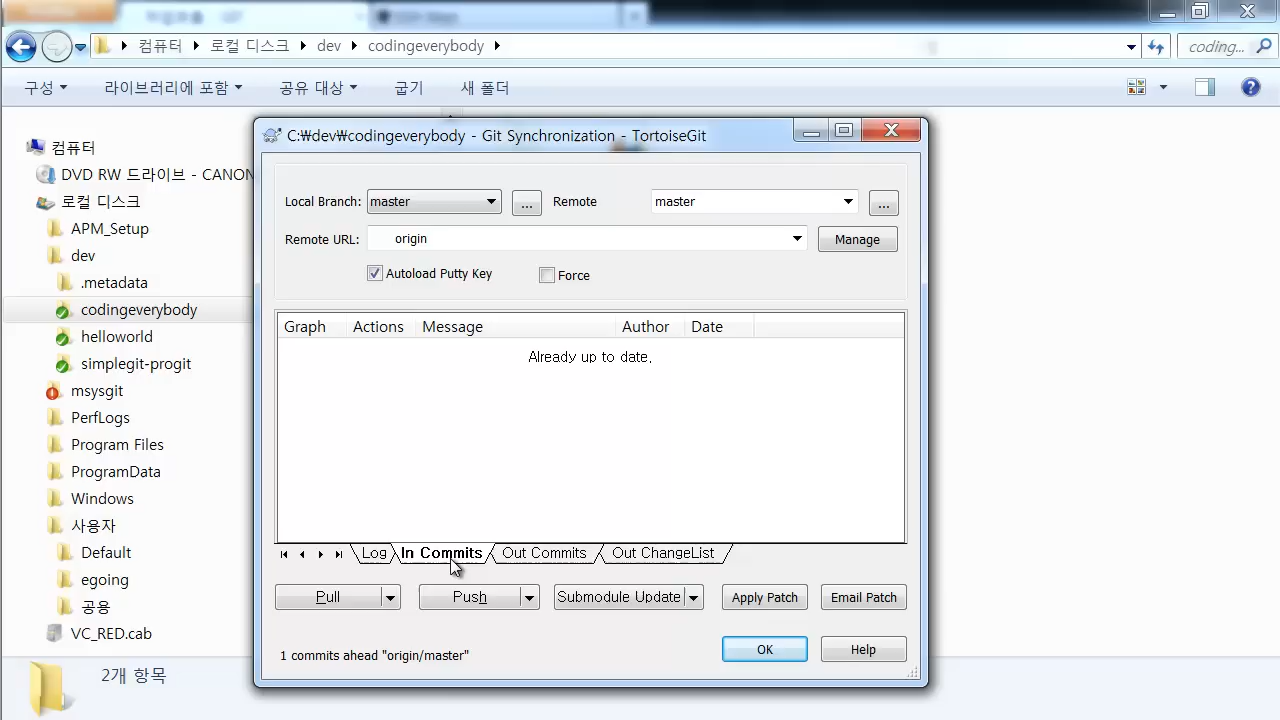 컴퓨터 로컬 디스크 dev codingeverybody
coding...
구성 라이브러리에 포함 공유 대상 굽기 새 폴더
컴퓨터
DVD RW 드라이브 - CANON
로컬 디스크
APM_Setup
dev
.metadata
codingeverybody
helloworld
simplegit-progit
msysgit
PerfLogs
Program Files
ProgramData
Windows
사용자
Default
egoing
공용
VC_RED.cab
2개 항목
C:₩dev₩codingeverybody - Git Synchronization - TortoiseGit
Local Branch: master ... Remote master ...
Remote URL: origin Manage
Autoload Putty Key Force
Graph Actions Message Author Date
Already up to date.
Log In Commits Out Commits Out ChangeList
Pull Push Submodule Update Apply Patch Email Patch
1 commits ahead "origin/master" OK Help